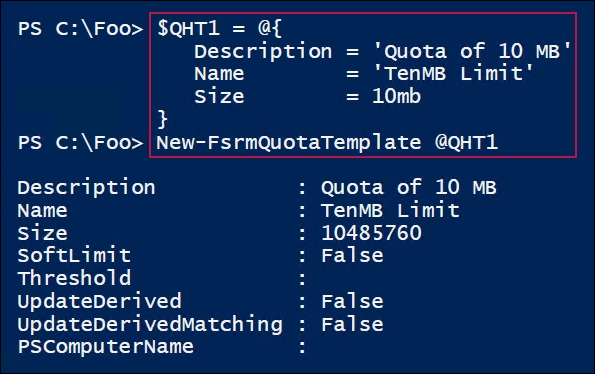 PS C:\Foo> $QHT1 = @{
Description = 'Quota of 10 MB'
Name = 'TenMB Limit'
Size = 10mb
}
PS C:\Foo> New-FsrmQuotaTemplate @QHT1
Description : Quota of 10 MB
Name : TenMB Limit
Size : 10485760
SoftLimit : False
Threshold :
UpdateDerived : False
UpdateDerivedMatching : False
PSComputerName :